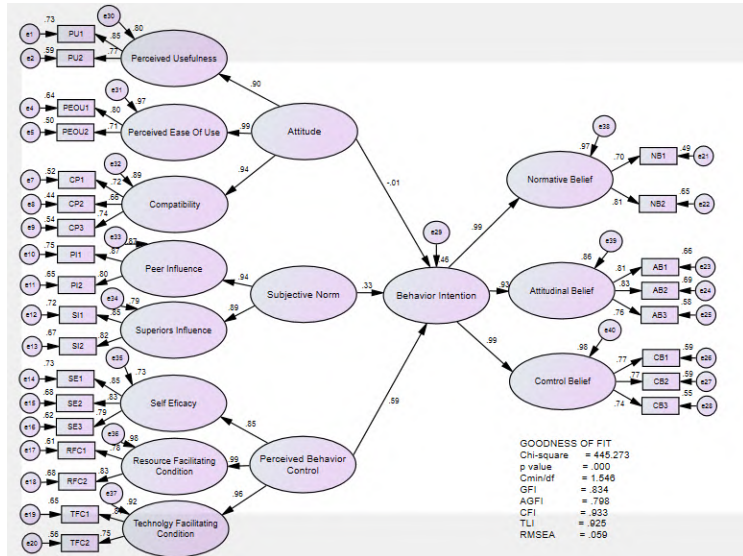 e30
.73
.80
e1
PU1
.85
.59
e2
PU2
.77
Perceived Usefulness
.90
e31
.64
.97
e4
PEOU1
.80
.50
e5
PEOU2
.71
Perceived Ease Of Use
.99
Attitude
e32
.52
.89
e7
CP1
.72
.44
e8
CP2
.66
Compatibility
.94
.54
e9
CP3
.74
e33
.75
.83
e10
PI1
.87
.65
e11
PI2
.80
Peer Influence
.94
e34
.72
.79
e12
SI1
.85
.67
e13
SI2
.82
Superiors Influence
.89
Subjective Norm
.33
e35
.73
.73
e14
SE1
.85
.68
e15
SE2
.83
Self Eficacy
.85
.62
e16
SE3
.79
e36
.61
.98
e17
RFC1
.78
.68
e18
RFC2
.83
Resource Facilitating
Condition
.99
Perceived Behavior
Control
.59
e37
.65
.92
e19
TFC1
.56
e20
TFC2
.75
Technolgy Facilitating
Condition
.96
-.01
e29
.46
Behavior Intention
e38
.97
Normative Belief
.99
.70
NB1
.49
e21
.81
NB2
.65
e22
e39
.86
Attitudinal Belief
.93
.81
AB1
.66
e23
.83
AB2
.69
e24
.76
AB3
.58
e25
e40
.98
Comtrol Belief
.99
.77
CB1
.59
e26
.77
CB2
.59
e27
.74
CB3
.55
e28
GOODNESS OF FIT
Chi-square = 445.273
p value = .000
Cmin/df = 1.546
GFI = .834
AGFI = .798
CFI = .933
TLI = .925
RMSEA = .059